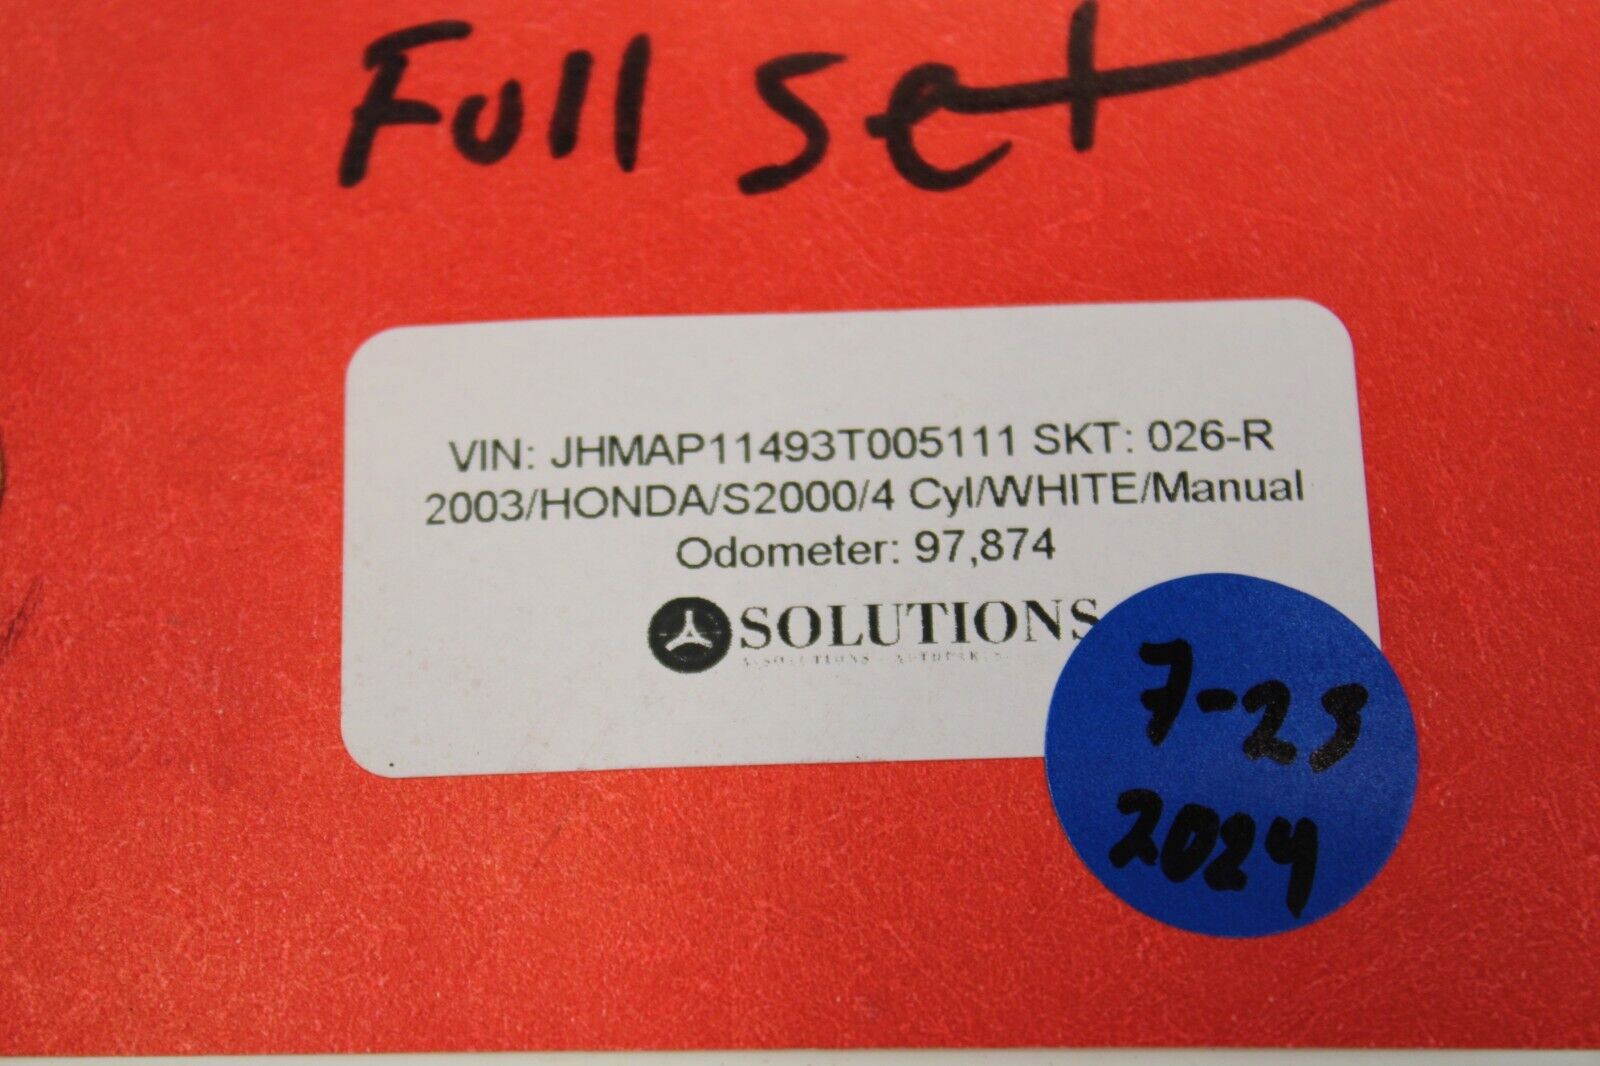 Full Set
VIN: JHMAP11493T005111 SKT: 026-R
2003/HONDA/S2000/4 Cyl/WHITE/Manual
Odometer: 97,874
SOLUTIONS
7-23
2024